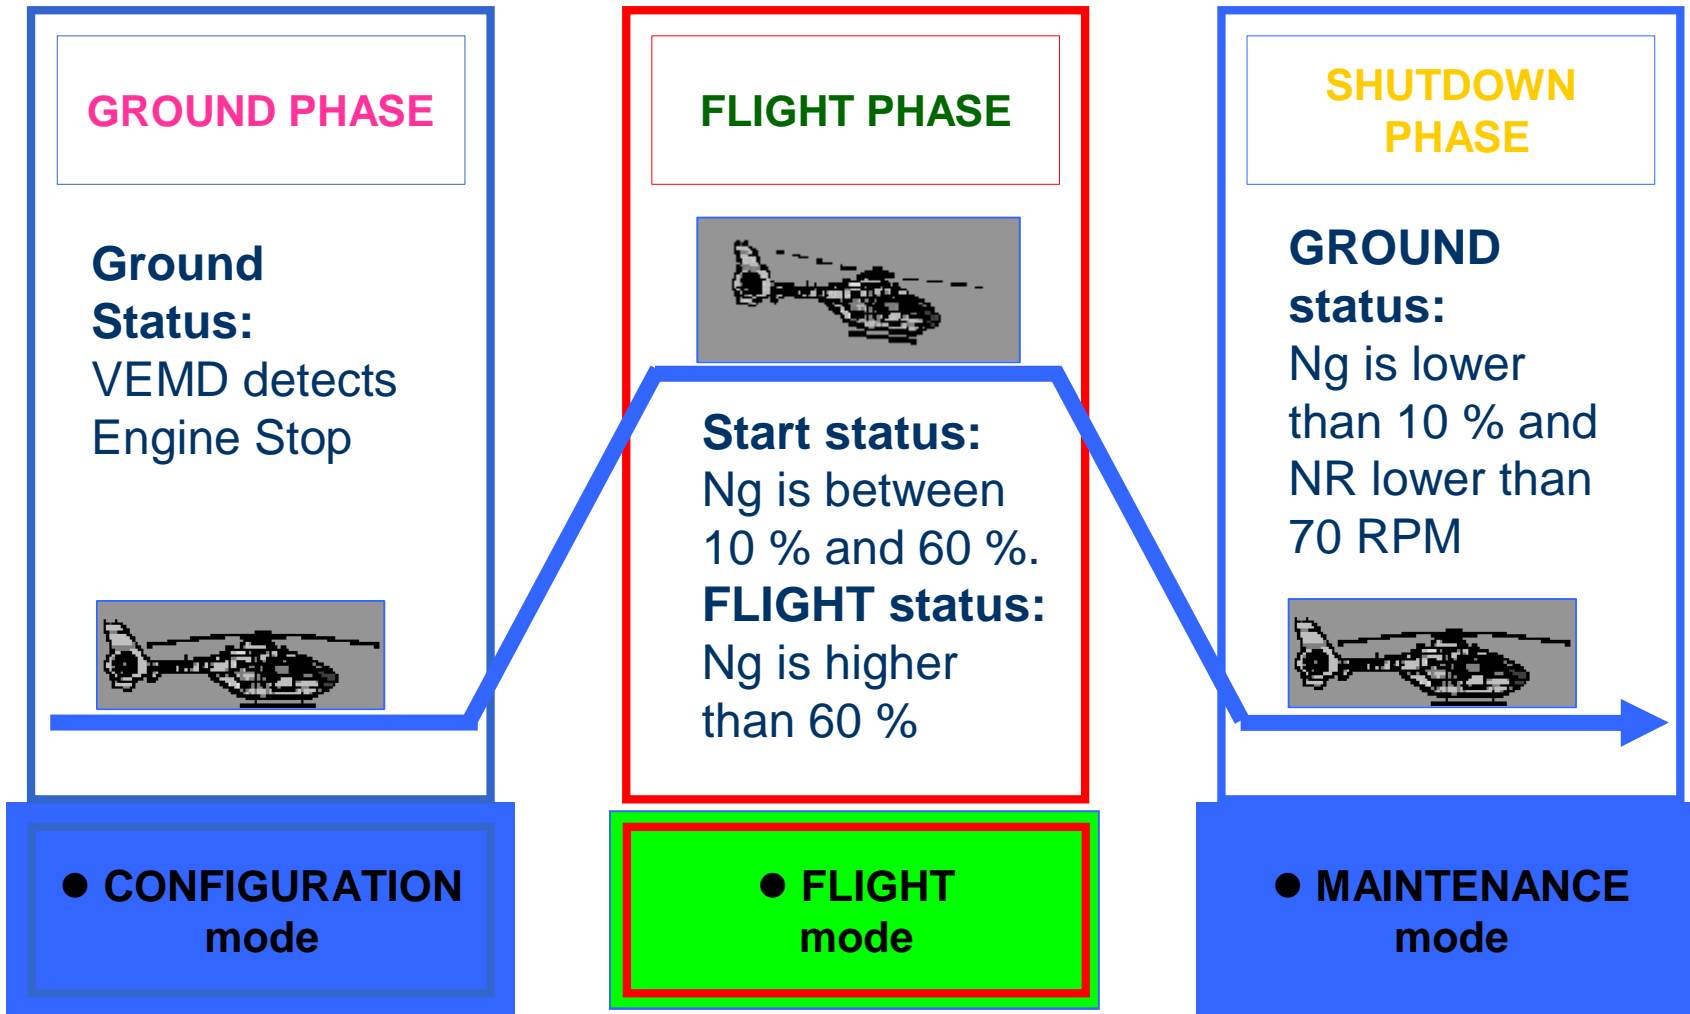 GROUND PHASE
Ground
Status:
VEMD detects
Engine Stop
● CONFIGURATION
mode
FLIGHT PHASE
Start status:
Ng is between
10 % and 60 %.
FLIGHT status:
Ng is higher
than 60 %
● FLIGHT
mode
SHUTDOWN
PHASE
GROUND
status:
Ng is lower
than 10 % and
NR lower than
70 RPM
● MAINTENANCE
mode